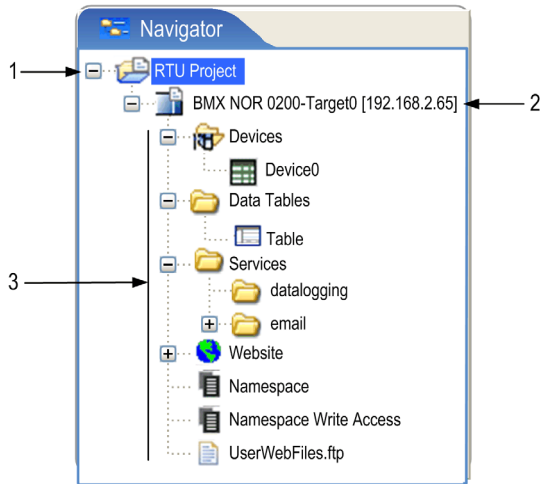 Navigator
1
RTU Project
BMX NOR 0200-Target0 [192.168.2.65]
2
Devices
Device0
Data Tables
Table
3
Services
datalogging
email
Website
Namespace
Namespace Write Access
UserWebFiles.ftp